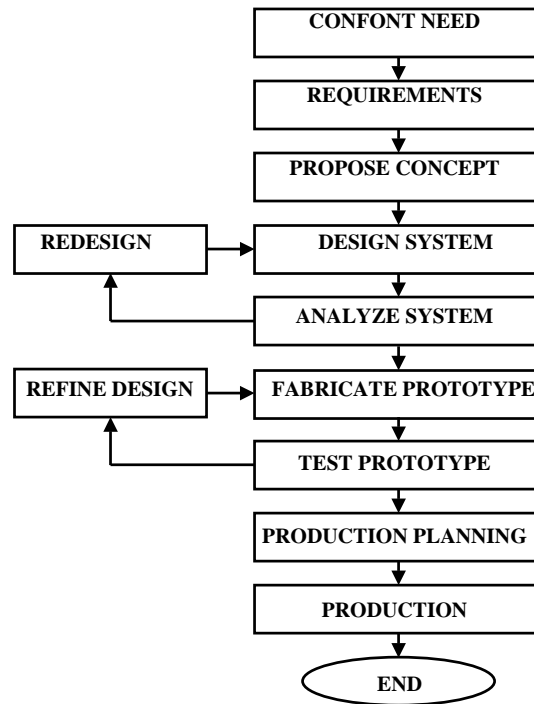 CONFONT NEED
REQUIREMENTS
PROPOSE CONCEPT
REDESIGN
DESIGN SYSTEM
ANALYZE SYSTEM
REFINE DESIGN
FABRICATE PROTOTYPE
TEST PROTOTYPE
PRODUCTION PLANNING
PRODUCTION
END